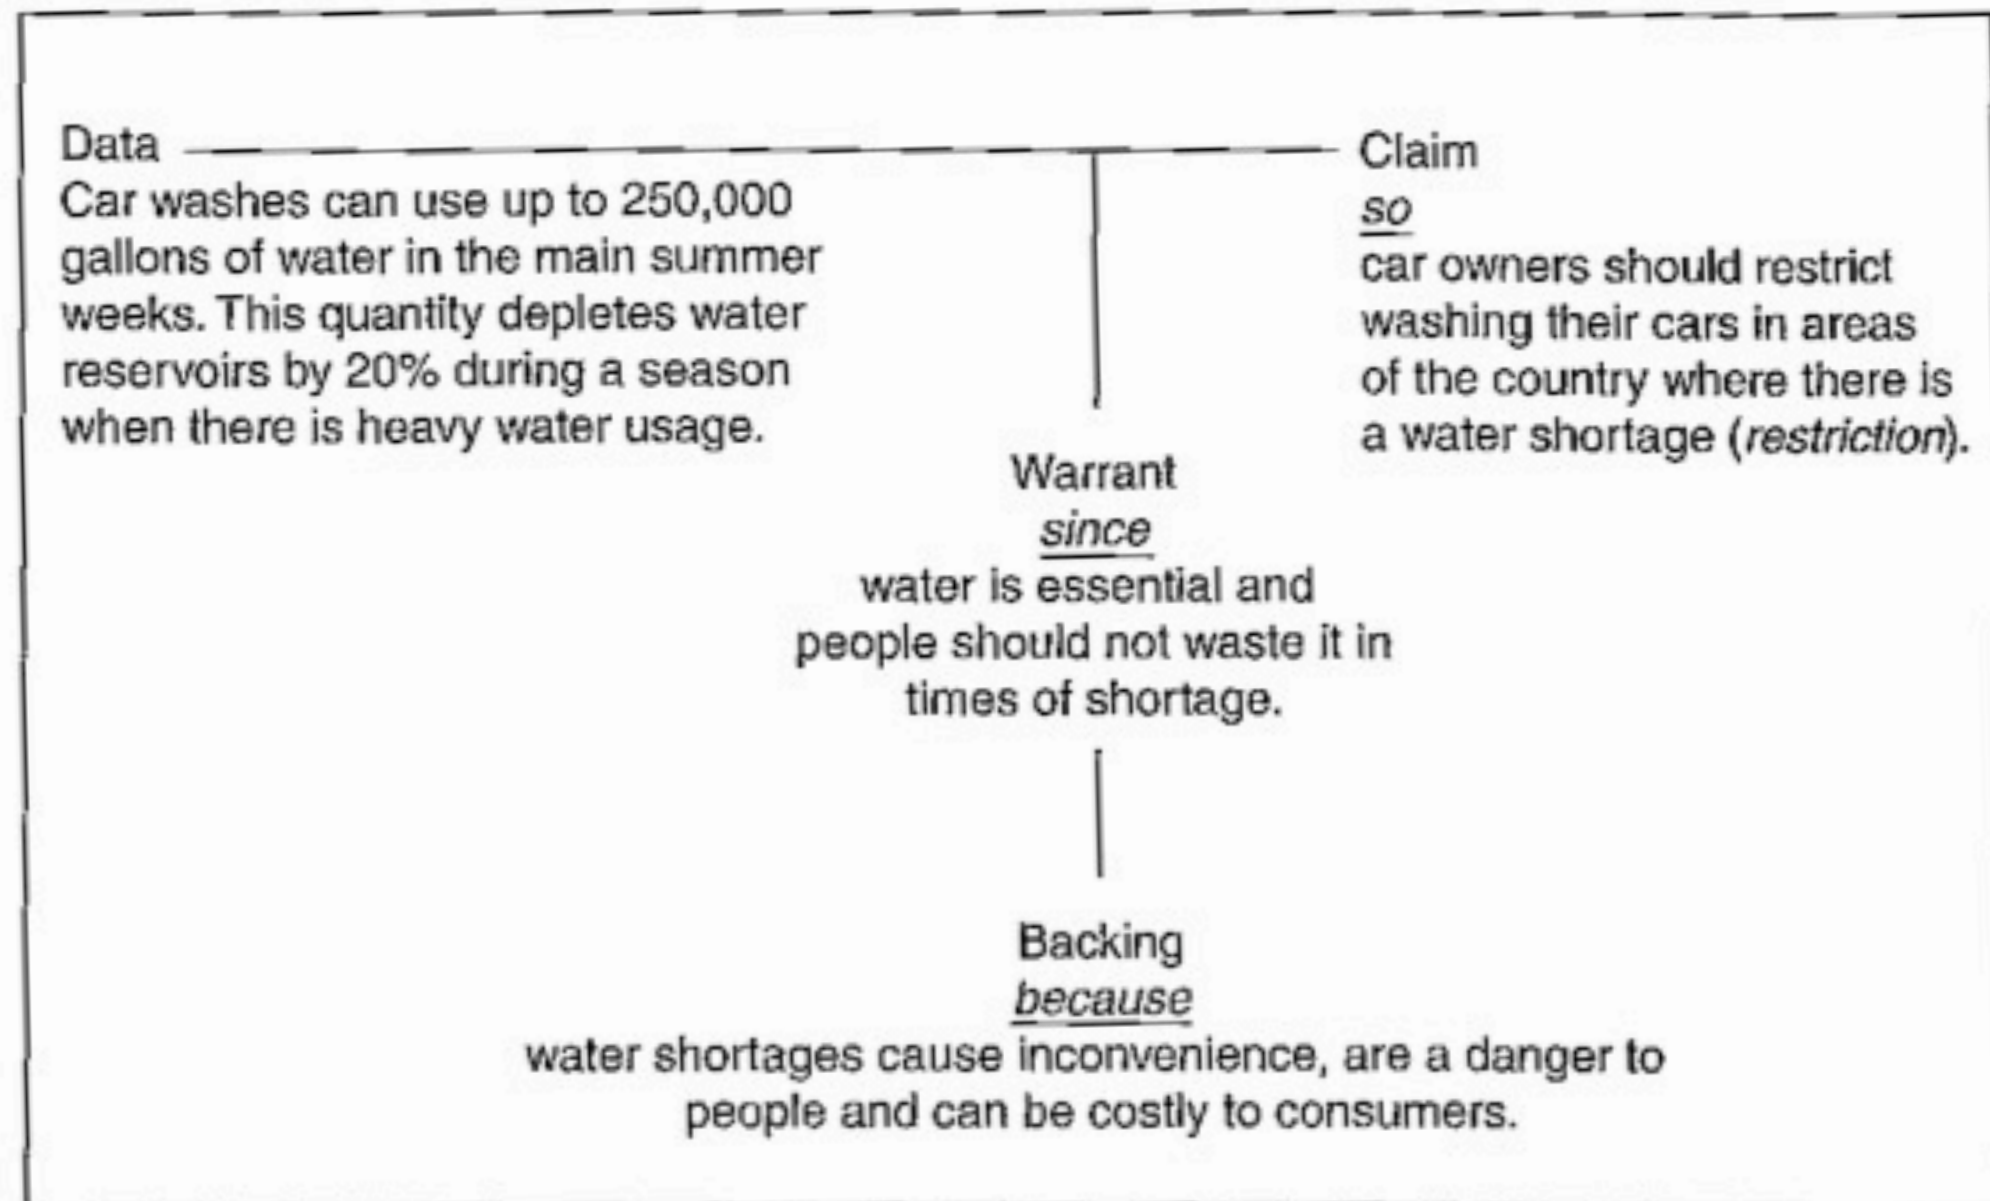 Data
Car washes can use up to 250,000
gallons of water in the main summer
weeks. This quantity depletes water
reservoirs by 20% during a season
when there is heavy water usage.
Claim
so
car owners should restrict
washing their cars in areas
of the country where there is
a water shortage (restriction).
Warrant
since
water is essential and
people should not waste it in
times of shortage.
Backing
because
water shortages cause inconvenience, are a danger to
people and can be costly to consumers.